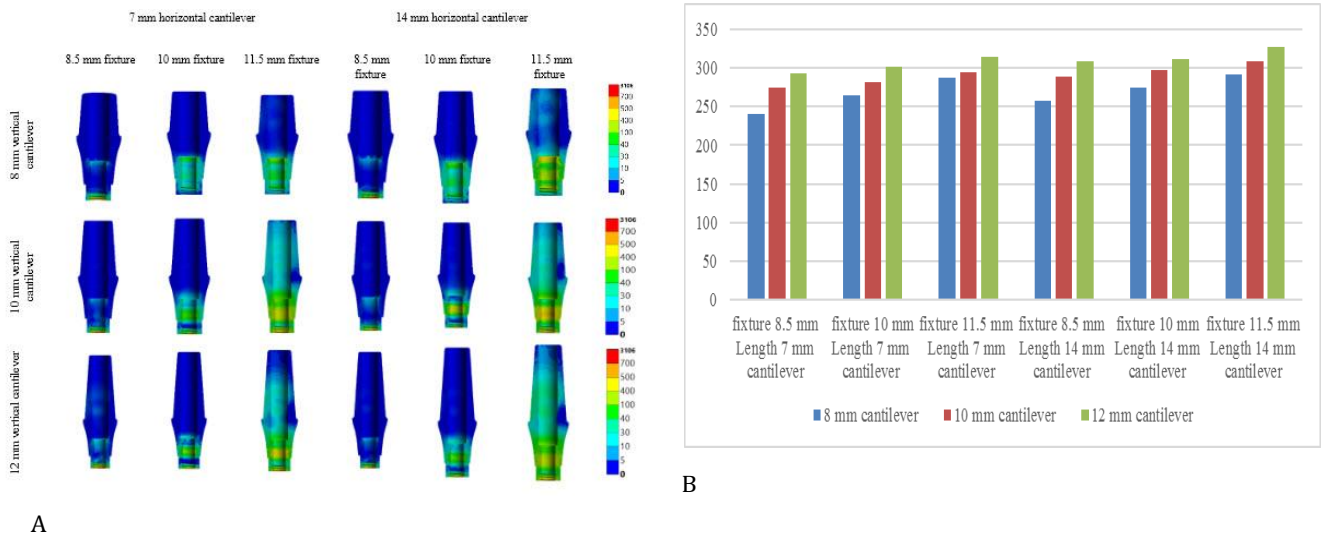 7 mm horizontal cantilever
14 mm horizontal cantilever
8.5 mm fixture
10 mm fixture
11.5 mm fixture
8.5 mm
fixture
10 mm fixture
11.5 mm
fixture
8 mm vertical
cantilever
700
500
400
100
40
30
10
5
0
10 mm vertical
cantilever
3106
700
500
400
100
40
30
10
5
0
12 mm vertical cantilever
3106
700
500
400
100
40
30
10
5
0
A
350
300
250
200
150
100
50
0
fixture 8.5 mm
Length 7 mm
cantilever
fixture 10 mm
Length 7 mm
cantilever
fixture 11.5 mm
Length 7 mm
cantilever
fixture 8.5 mm
Length 14 mm
cantilever
fixture 10 mm
Length 14 mm
cantilever
fixture 11.5 mm
Length 14 mm
cantilever
8 mm cantilever
10 mm cantilever
12 mm cantilever
B